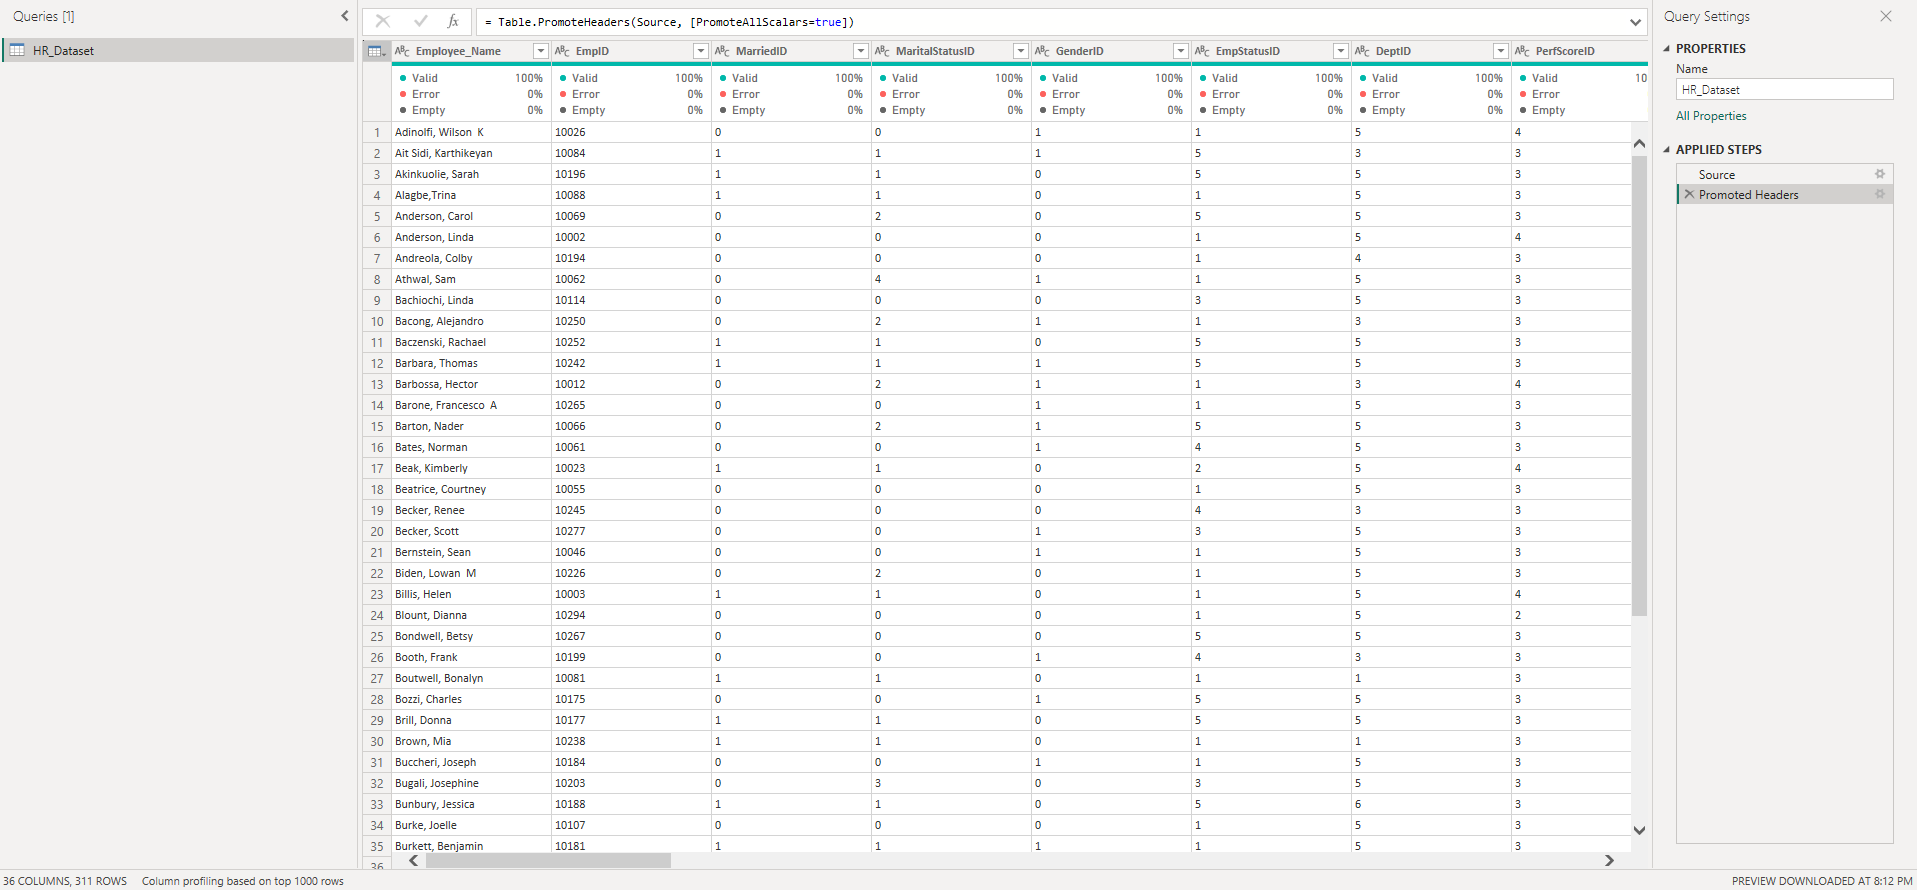 Queries [1]
HR_Dataset
fx = Table.PromoteHeaders(Source, [PromoteAllScalars=true])
ABC Employee_Name ABC EmpID ABC MarriedID ABC MaritalStatusID ABC GenderID ABC EmpStatusID ABC DeptID ABC PerfScoreID
Valid 100% Valid 100% Valid 100% Valid 100% Valid 100% Valid 100% Valid 100% Valid 10
Error 0% Error 0% Error 0% Error 0% Error 0% Error 0% Error 0% Error
Empty 0% Empty 0% Empty 0% Empty 0% Empty 0% Empty 0% Empty 0% Empty
1 Adinolfi, Wilson K 10026 0 0 1 1 5 4
2 Ait Sidi, Karthikeyan 10084 1 1 1 5 3 3
3 Akinkuolie, Sarah 10196 1 1 0 5 5 3
4 Alagbe,Trina 10088 1 1 0 1 5 3
5 Anderson, Carol 10069 0 2 0 5 5 3
6 Anderson, Linda 10002 0 0 0 1 5 4
7 Andreola, Colby 10194 0 0 0 1 4 3
8 Athwal, Sam 10062 0 4 1 1 5 3
9 Bachiochi, Linda 10114 0 0 0 3 5 3
10 Bacong, Alejandro 10250 0 2 1 1 3 3
11 Baczenski, Rachael 10252 1 1 0 5 5 3
12 Barbara, Thomas 10242 1 1 1 5 5 3
13 Barbossa, Hector 10012 0 2 1 1 3 4
14 Barone, Francesco A 10265 0 0 1 1 5 3
15 Barton, Nader 10066 0 2 1 5 5 3
16 Bates, Norman 10061 0 0 1 4 5 3
17 Beak, Kimberly 10023 1 1 0 2 5 4
18 Beatrice, Courtney 10055 0 0 0 1 5 3
19 Becker, Renee 10245 0 0 0 4 3 3
20 Becker, Scott 10277 0 0 1 3 5 3
21 Bernstein, Sean 10046 0 0 1 1 5 3
22 Biden, Lowan M 10226 0 2 0 1 5 3
23 Billis, Helen 10003 1 1 0 1 5 4
24 Blount, Dianna 10294 0 0 0 1 5 2
25 Bondwell, Betsy 10267 0 0 0 5 5 3
26 Booth, Frank 10199 0 0 1 4 3 3
27 Boutwell, Bonalyn 10081 1 1 0 1 1 3
28 Bozzi, Charles 10175 0 0 1 5 5 3
29 Brill, Donna 10177 1 1 0 5 5 3
30 Brown, Mia 10238 1 1 0 1 1 3
31 Buccheri, Joseph 10184 0 0 1 1 5 3
32 Bugali, Josephine 10203 0 3 0 3 5 3
33 Bunbury, Jessica 10188 1 1 0 5 6 3
34 Burke, Joelle 10107 0 0 0 1 5 3
35 Burkett, Benjamin 10181 1 1 1 1 5 3
36
Query Settings
PROPERTIES
Name
HR_Dataset
All Properties
APPLIED STEPS
Source
Promoted Headers
36 COLUMNS, 311 ROWS Column profiling based on top 1000 rows
PREVIEW DOWNLOADED AT 8:12 PM